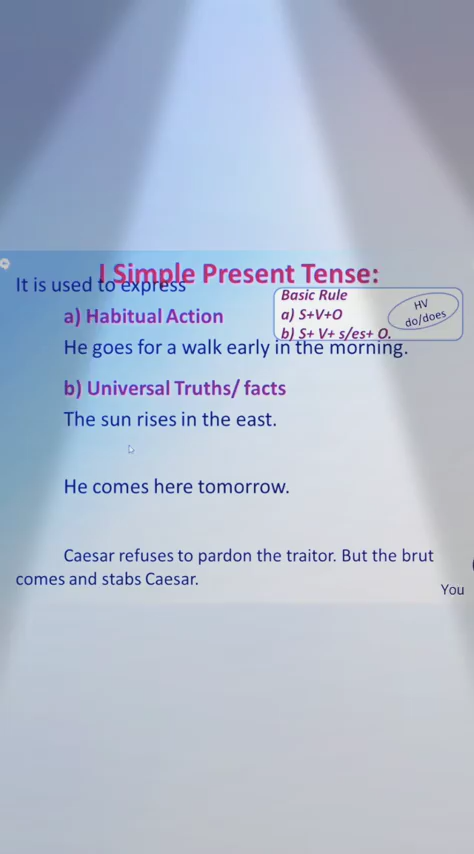 I Simple Present Tense:
It is used to express
Basic Rule
a) S+V+O
b) S+ V+ s/es+ O.
HV
do/does
a) Habitual Action
He goes for a walk early in the morning.
b) Universal Truths/ facts
The sun rises in the east.
He comes here tomorrow.
Caesar refuses to pardon the traitor. But the brut
comes and stabs Caesar.
You